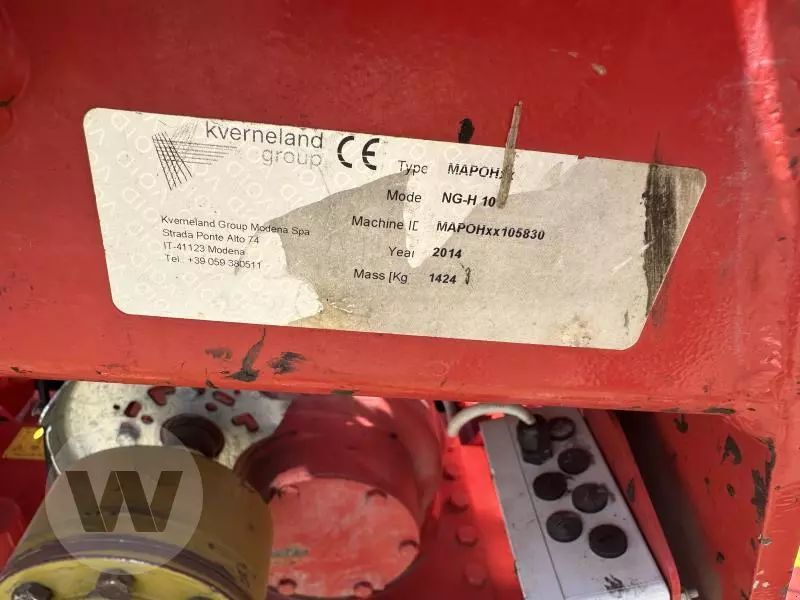 kverneland
group
CE
Type MAPOHxx
Mode NG-H 10
Machine ID MAPOHxx105830
Year 2014
Mass [Kg 1424
Kverneland Group Modena Spa
Strada Ponte Alto 74
IT-41123 Modena
Tel.: +39 059 380511
W